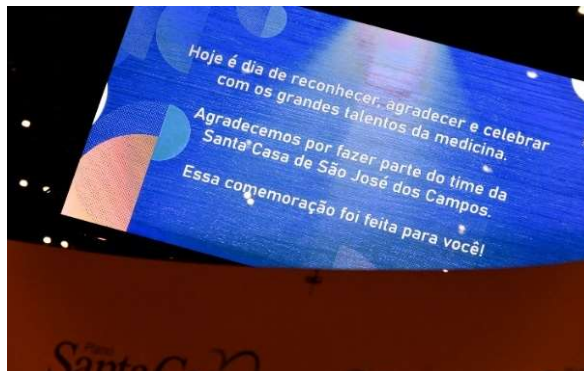 Hoje é dia de reconhecer, agradecer e celebrar
com os grandes talentos da medicina.
Agradecemos por fazer parte do time da
Santa Casa de São José dos Campos.
Essa comemoração foi feita para você!
Plano